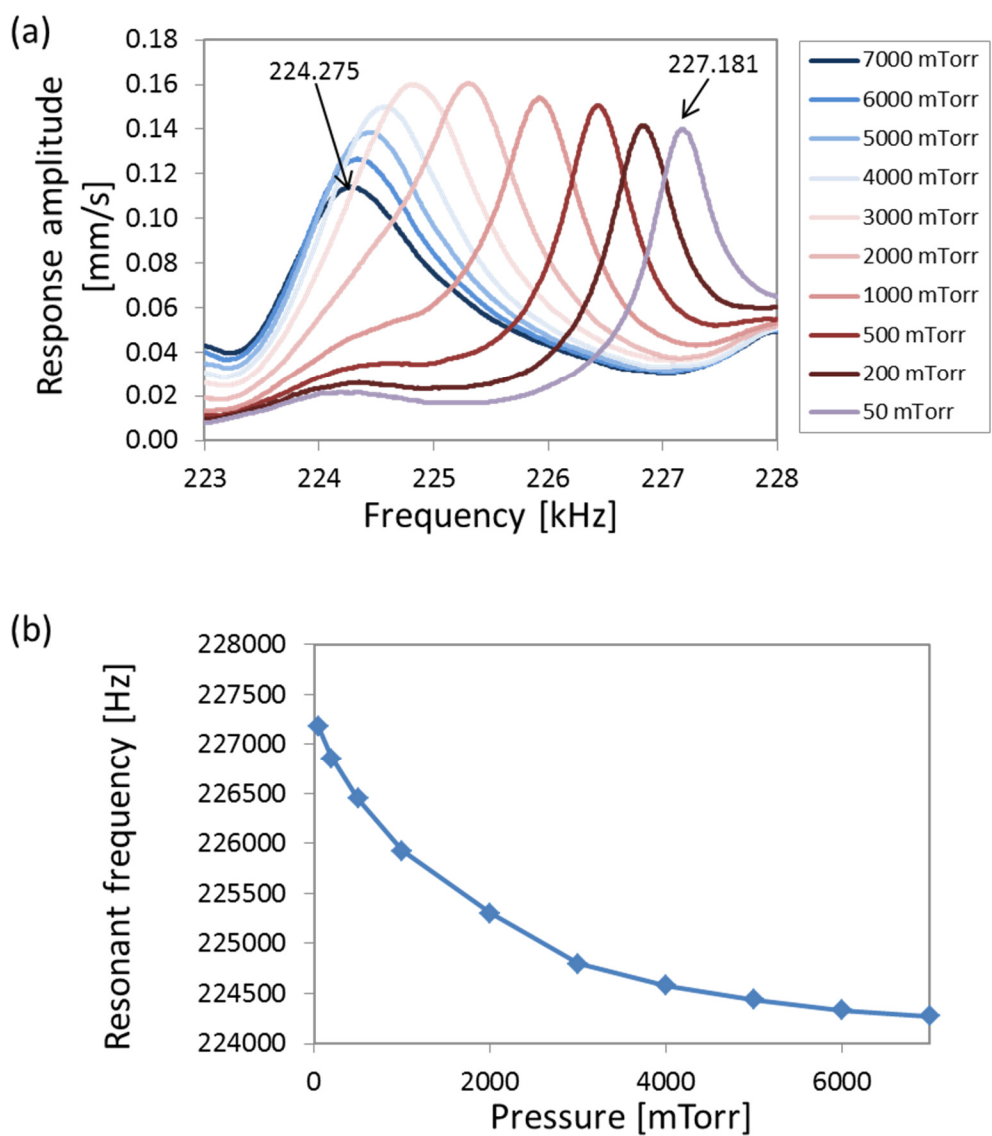 (a)
0.18
0.16
0.14
0.12
0.10
0.08
0.06
0.04
0.02
0.00
Response amplitude
[mm/s]
224.275
227.181
223
224
225
226
227
228
Frequency [kHz]
7000 mTorr
6000 mTorr
5000 mTorr
4000 mTorr
3000 mTorr
2000 mTorr
1000 mTorr
500 mTorr
200 mTorr
50 mTorr
(b)
228000
227500
227000
226500
226000
225500
225000
224500
224000
Resonant frequency [Hz]
0
2000
4000
6000
Pressure [mTorr]